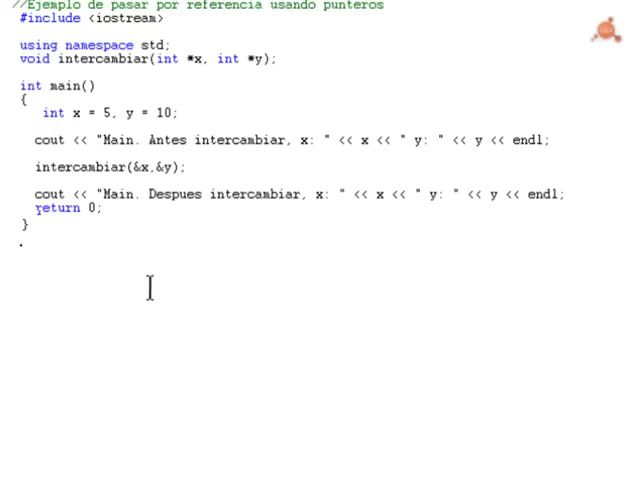 //Ejemplo de pasar por referencia usando punteros
#include <iostream>
using namespace std;
void intercambiar(int *x, int *y);
int main()
{
int x = 5, y = 10;
cout << "Main. Antes intercambiar, x: " << x << " y: " << y << endl;
intercambiar(&x,&y);
cout << "Main. Despues intercambiar, x: " << x << " y: " << y << endl;
return 0;
}